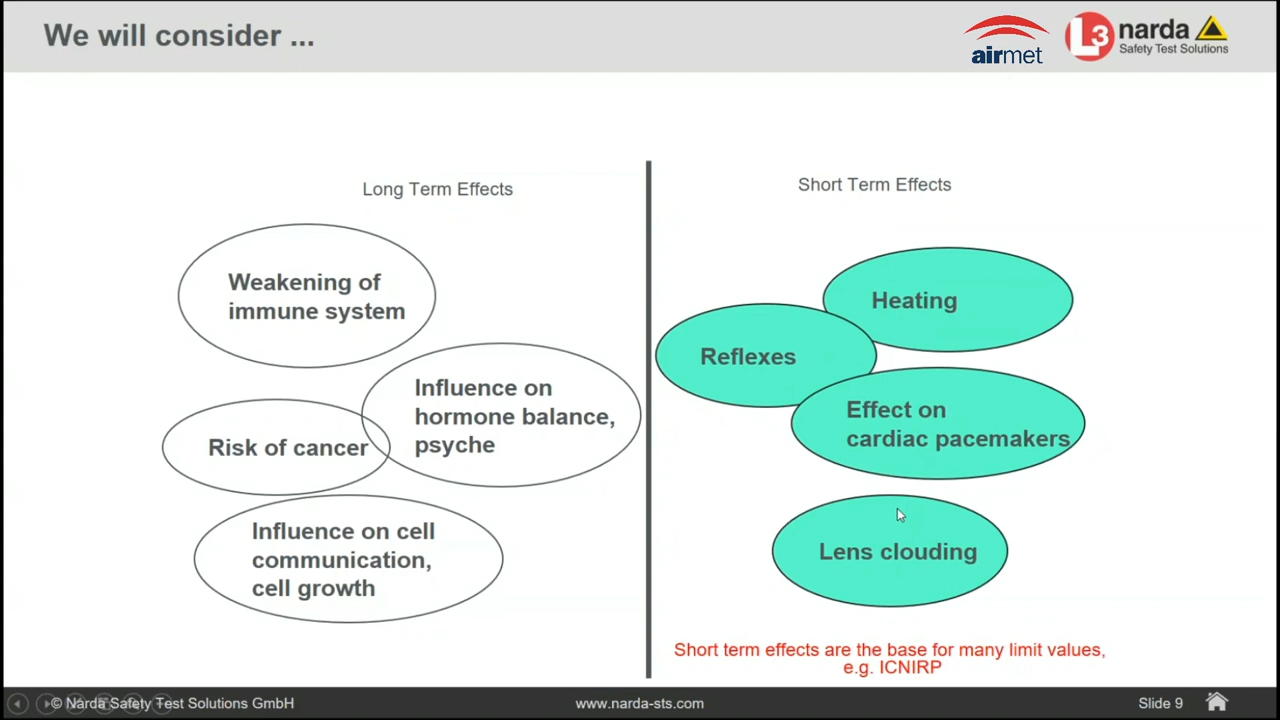 We will consider ...
airmet
L3 narda
Safety Test Solutions
Long Term Effects
Short Term Effects
Weakening of
immune system
Influence on
hormone balance,
psyche
Risk of cancer
Influence on cell
communication,
cell growth
Heating
Reflexes
Effect on
cardiac pacemakers
Lens clouding
Short term effects are the base for many limit values,
e.g. ICNIRP
© Narda Safety Test Solutions GmbH
www.narda-sts.com
Slide 9